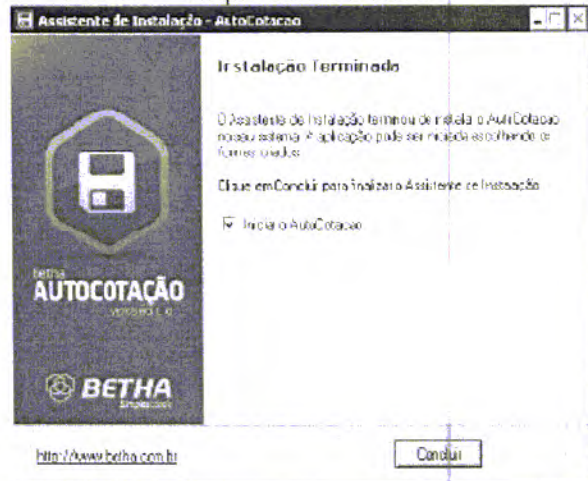 Assistente de Instalação - AutoCotacao
Instalação Terminada
O Assistente de Instalação terminou de instalar o AutoCotacao
no seu sistema. A aplicação pode ser iniciada escolhendo os
ícones criados.
Clique em Concluir para finalizar o Assistente de Instalação.
Iniciar o AutoCotacao
betha
AUTOCOTAÇÃO
BETHA
http://www.betha.com.br
Concluir